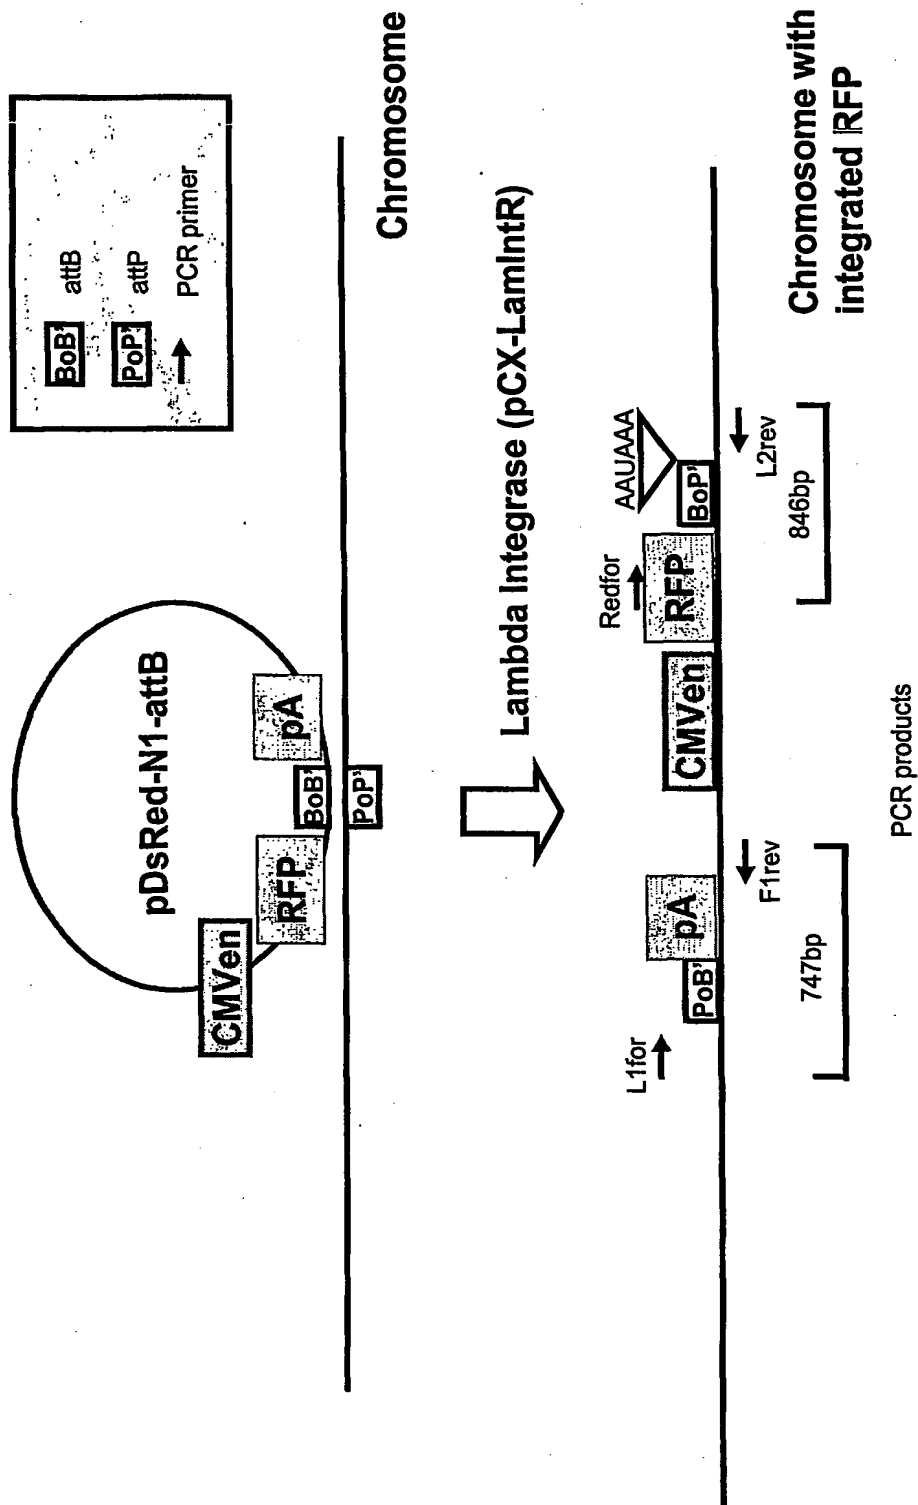 BoB' attB
PoP' attP
PCR primer
pDsRed-N1-attB
CMVen
RFP
BoB'
pA
PoP'
Chromosome
Lambda Integrase (pCX-LamIntR)
L1for
PoB'
pA
F1rev
CMVen
Redfor
RFP
BoP'
AAUAAA
L2rev
747bp
846bp
PCR products
Chromosome with
integrated RFP